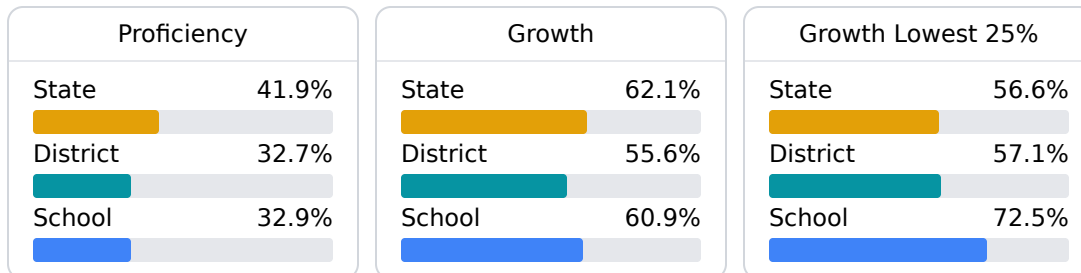 Proficiency
State 41.9%
District 32.7%
School 32.9%
Growth
State 62.1%
District 55.6%
School 60.9%
Growth Lowest 25%
State 56.6%
District 57.1%
School 72.5%